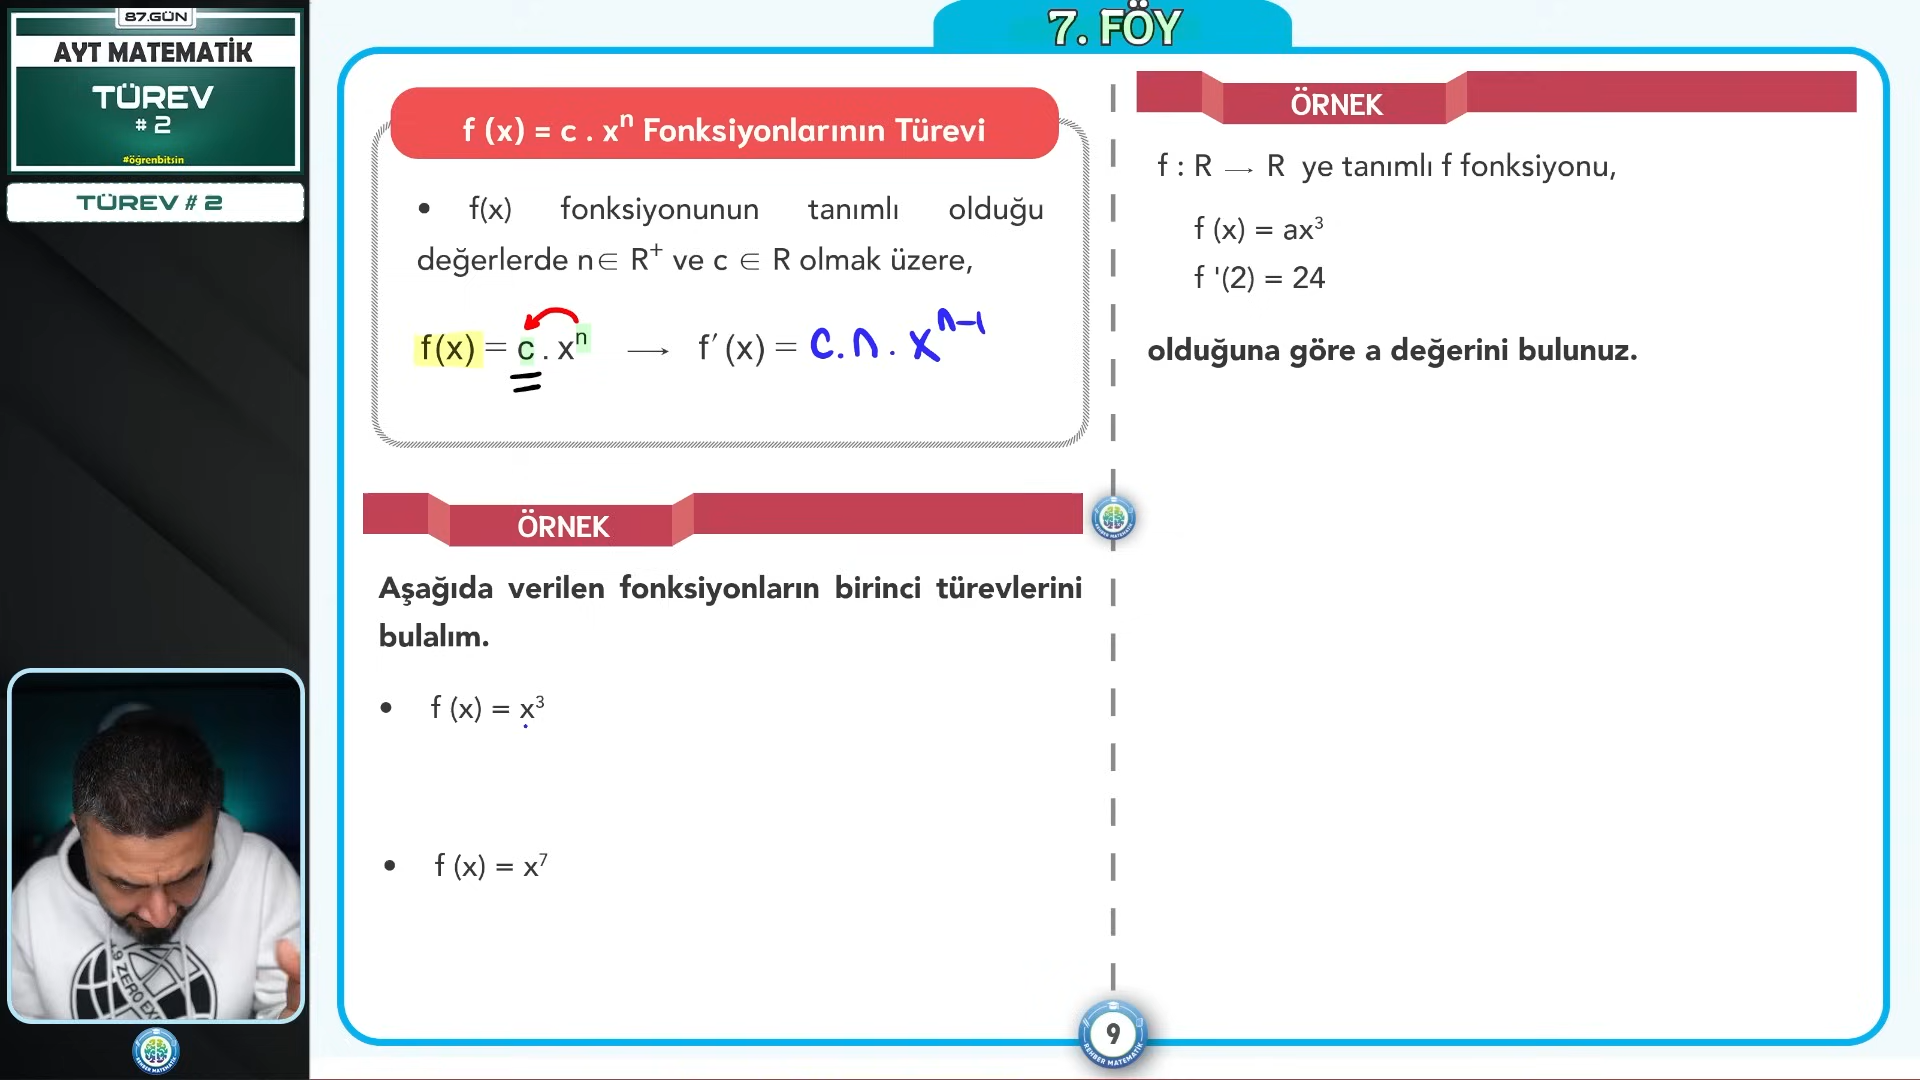 87.GÜN
AYT MATEMATİK
TÜREV
# 2
#öğrenbitsin
TÜREV # 2
7. FÖY
f (x) = c . xⁿ Fonksiyonlarının Türevi
• f(x) fonksiyonunun tanımlı olduğu
değerlerde n∈ R⁺ ve c ∈ R olmak üzere,
f(x) = c . xⁿ → f′(x) = c.n. xⁿ⁻¹
ÖRNEK
Aşağıda verilen fonksiyonların birinci türevlerini
bulalım.
• f (x) = x³
• f (x) = x⁷
ÖRNEK
f : R → R ye tanımlı f fonksiyonu,
f (x) = ax³
f '(2) = 24
olduğuna göre a değerini bulunuz.
9
REHBER MATEMATİK